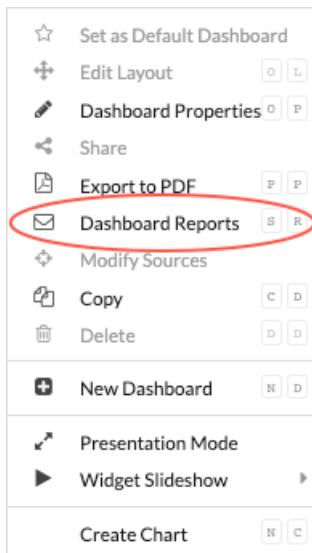 Set as Default Dashboard
Edit Layout O L
Dashboard Properties O P
Share
Export to PDF P P
Dashboard Reports S R
Modify Sources
Copy C D
Delete D D
New Dashboard N D
Presentation Mode
Widget Slideshow
Create Chart N C